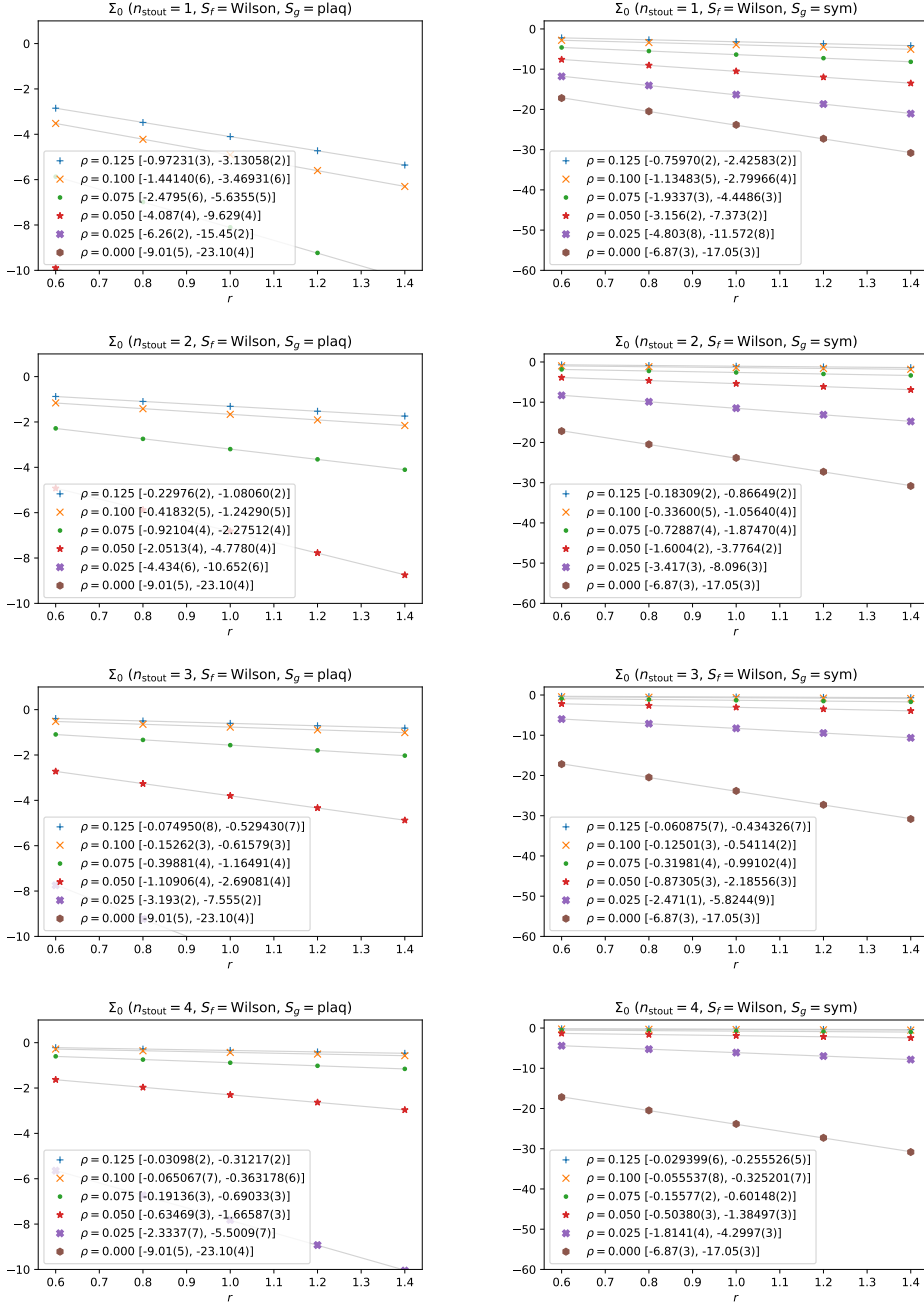 Σ₀ (n_stout = 1, S_f = Wilson, S_g = plaq)
0
−2
−4
−6
−8
−10
ρ = 0.125 [-0.97231(3), -3.13058(2)]
ρ = 0.100 [-1.44140(6), -3.46931(6)]
ρ = 0.075 [-2.4795(6), -5.6355(5)]
ρ = 0.050 [-4.087(4), -9.629(4)]
ρ = 0.025 [-6.26(2), -15.45(2)]
ρ = 0.000 [-9.01(5), -23.10(4)]
0.6 0.7 0.8 0.9 1.0 1.1 1.2 1.3 1.4
r
Σ₀ (n_stout = 1, S_f = Wilson, S_g = sym)
0
−10
−20
−30
−40
−50
−60
ρ = 0.125 [-0.75970(2), -2.42583(2)]
ρ = 0.100 [-1.13483(5), -2.79966(4)]
ρ = 0.075 [-1.9337(3), -4.4486(3)]
ρ = 0.050 [-3.156(2), -7.373(2)]
ρ = 0.025 [-4.803(8), -11.572(8)]
ρ = 0.000 [-6.87(3), -17.05(3)]
0.6 0.7 0.8 0.9 1.0 1.1 1.2 1.3 1.4
r
Σ₀ (n_stout = 2, S_f = Wilson, S_g = plaq)
0
−2
−4
−6
−8
−10
ρ = 0.125 [-0.22976(2), -1.08060(2)]
ρ = 0.100 [-0.41832(5), -1.24290(5)]
ρ = 0.075 [-0.92104(4), -2.27512(4)]
ρ = 0.050 [-2.0513(4), -4.7780(4)]
ρ = 0.025 [-4.434(6), -10.652(6)]
ρ = 0.000 [-9.01(5), -23.10(4)]
0.6 0.7 0.8 0.9 1.0 1.1 1.2 1.3 1.4
r
Σ₀ (n_stout = 2, S_f = Wilson, S_g = sym)
0
−10
−20
−30
−40
−50
−60
ρ = 0.125 [-0.18309(2), -0.86649(2)]
ρ = 0.100 [-0.33600(5), -1.05640(4)]
ρ = 0.075 [-0.72887(4), -1.87470(4)]
ρ = 0.050 [-1.6004(2), -3.7764(2)]
ρ = 0.025 [-3.417(3), -8.096(3)]
ρ = 0.000 [-6.87(3), -17.05(3)]
0.6 0.7 0.8 0.9 1.0 1.1 1.2 1.3 1.4
r
Σ₀ (n_stout = 3, S_f = Wilson, S_g = plaq)
0
−2
−4
−6
−8
−10
ρ = 0.125 [-0.074950(8), -0.529430(7)]
ρ = 0.100 [-0.15262(3), -0.61579(3)]
ρ = 0.075 [-0.39881(4), -1.16491(4)]
ρ = 0.050 [-1.10906(4), -2.69081(4)]
ρ = 0.025 [-3.193(2), -7.555(2)]
ρ = 0.000 [-9.01(5), -23.10(4)]
0.6 0.7 0.8 0.9 1.0 1.1 1.2 1.3 1.4
r
Σ₀ (n_stout = 3, S_f = Wilson, S_g = sym)
0
−10
−20
−30
−40
−50
−60
ρ = 0.125 [-0.060875(7), -0.434326(7)]
ρ = 0.100 [-0.12501(3), -0.54114(2)]
ρ = 0.075 [-0.31981(4), -0.99102(4)]
ρ = 0.050 [-0.87305(3), -2.18556(3)]
ρ = 0.025 [-2.471(1), -5.8244(9)]
ρ = 0.000 [-6.87(3), -17.05(3)]
0.6 0.7 0.8 0.9 1.0 1.1 1.2 1.3 1.4
r
Σ₀ (n_stout = 4, S_f = Wilson, S_g = plaq)
0
−2
−4
−6
−8
−10
ρ = 0.125 [-0.03098(2), -0.31217(2)]
ρ = 0.100 [-0.065067(7), -0.363178(6)]
ρ = 0.075 [-0.19136(3), -0.69033(3)]
ρ = 0.050 [-0.63469(3), -1.66587(3)]
ρ = 0.025 [-2.3337(7), -5.5009(7)]
ρ = 0.000 [-9.01(5), -23.10(4)]
0.6 0.7 0.8 0.9 1.0 1.1 1.2 1.3 1.4
r
Σ₀ (n_stout = 4, S_f = Wilson, S_g = sym)
0
−10
−20
−30
−40
−50
−60
ρ = 0.125 [-0.029399(6), -0.255526(5)]
ρ = 0.100 [-0.055537(8), -0.325201(7)]
ρ = 0.075 [-0.15577(2), -0.60148(2)]
ρ = 0.050 [-0.50380(3), -1.38497(3)]
ρ = 0.025 [-1.8141(4), -4.2997(3)]
ρ = 0.000 [-6.87(3), -17.05(3)]
0.6 0.7 0.8 0.9 1.0 1.1 1.2 1.3 1.4
r